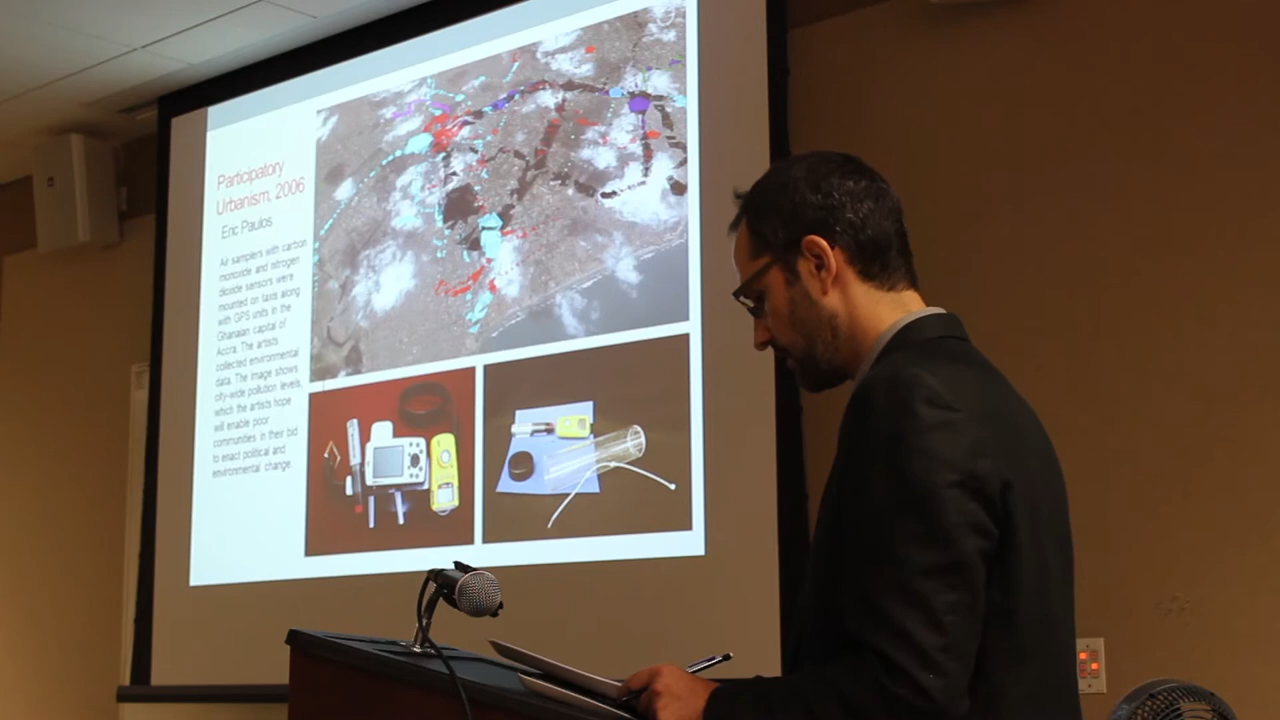 Participatory
Urbanism, 2006
Eric Paulos
Air samplers with carbon
monoxide and nitrogen
dioxide sensors were
mounted on taxis along
with GPS units in the
Ghanaian capital of
Accra. The artists
collected environmental
data. The image shows
city-wide pollution levels,
which the artists hope
will enable poor
communities in their bid
to enact political and
environmental change.